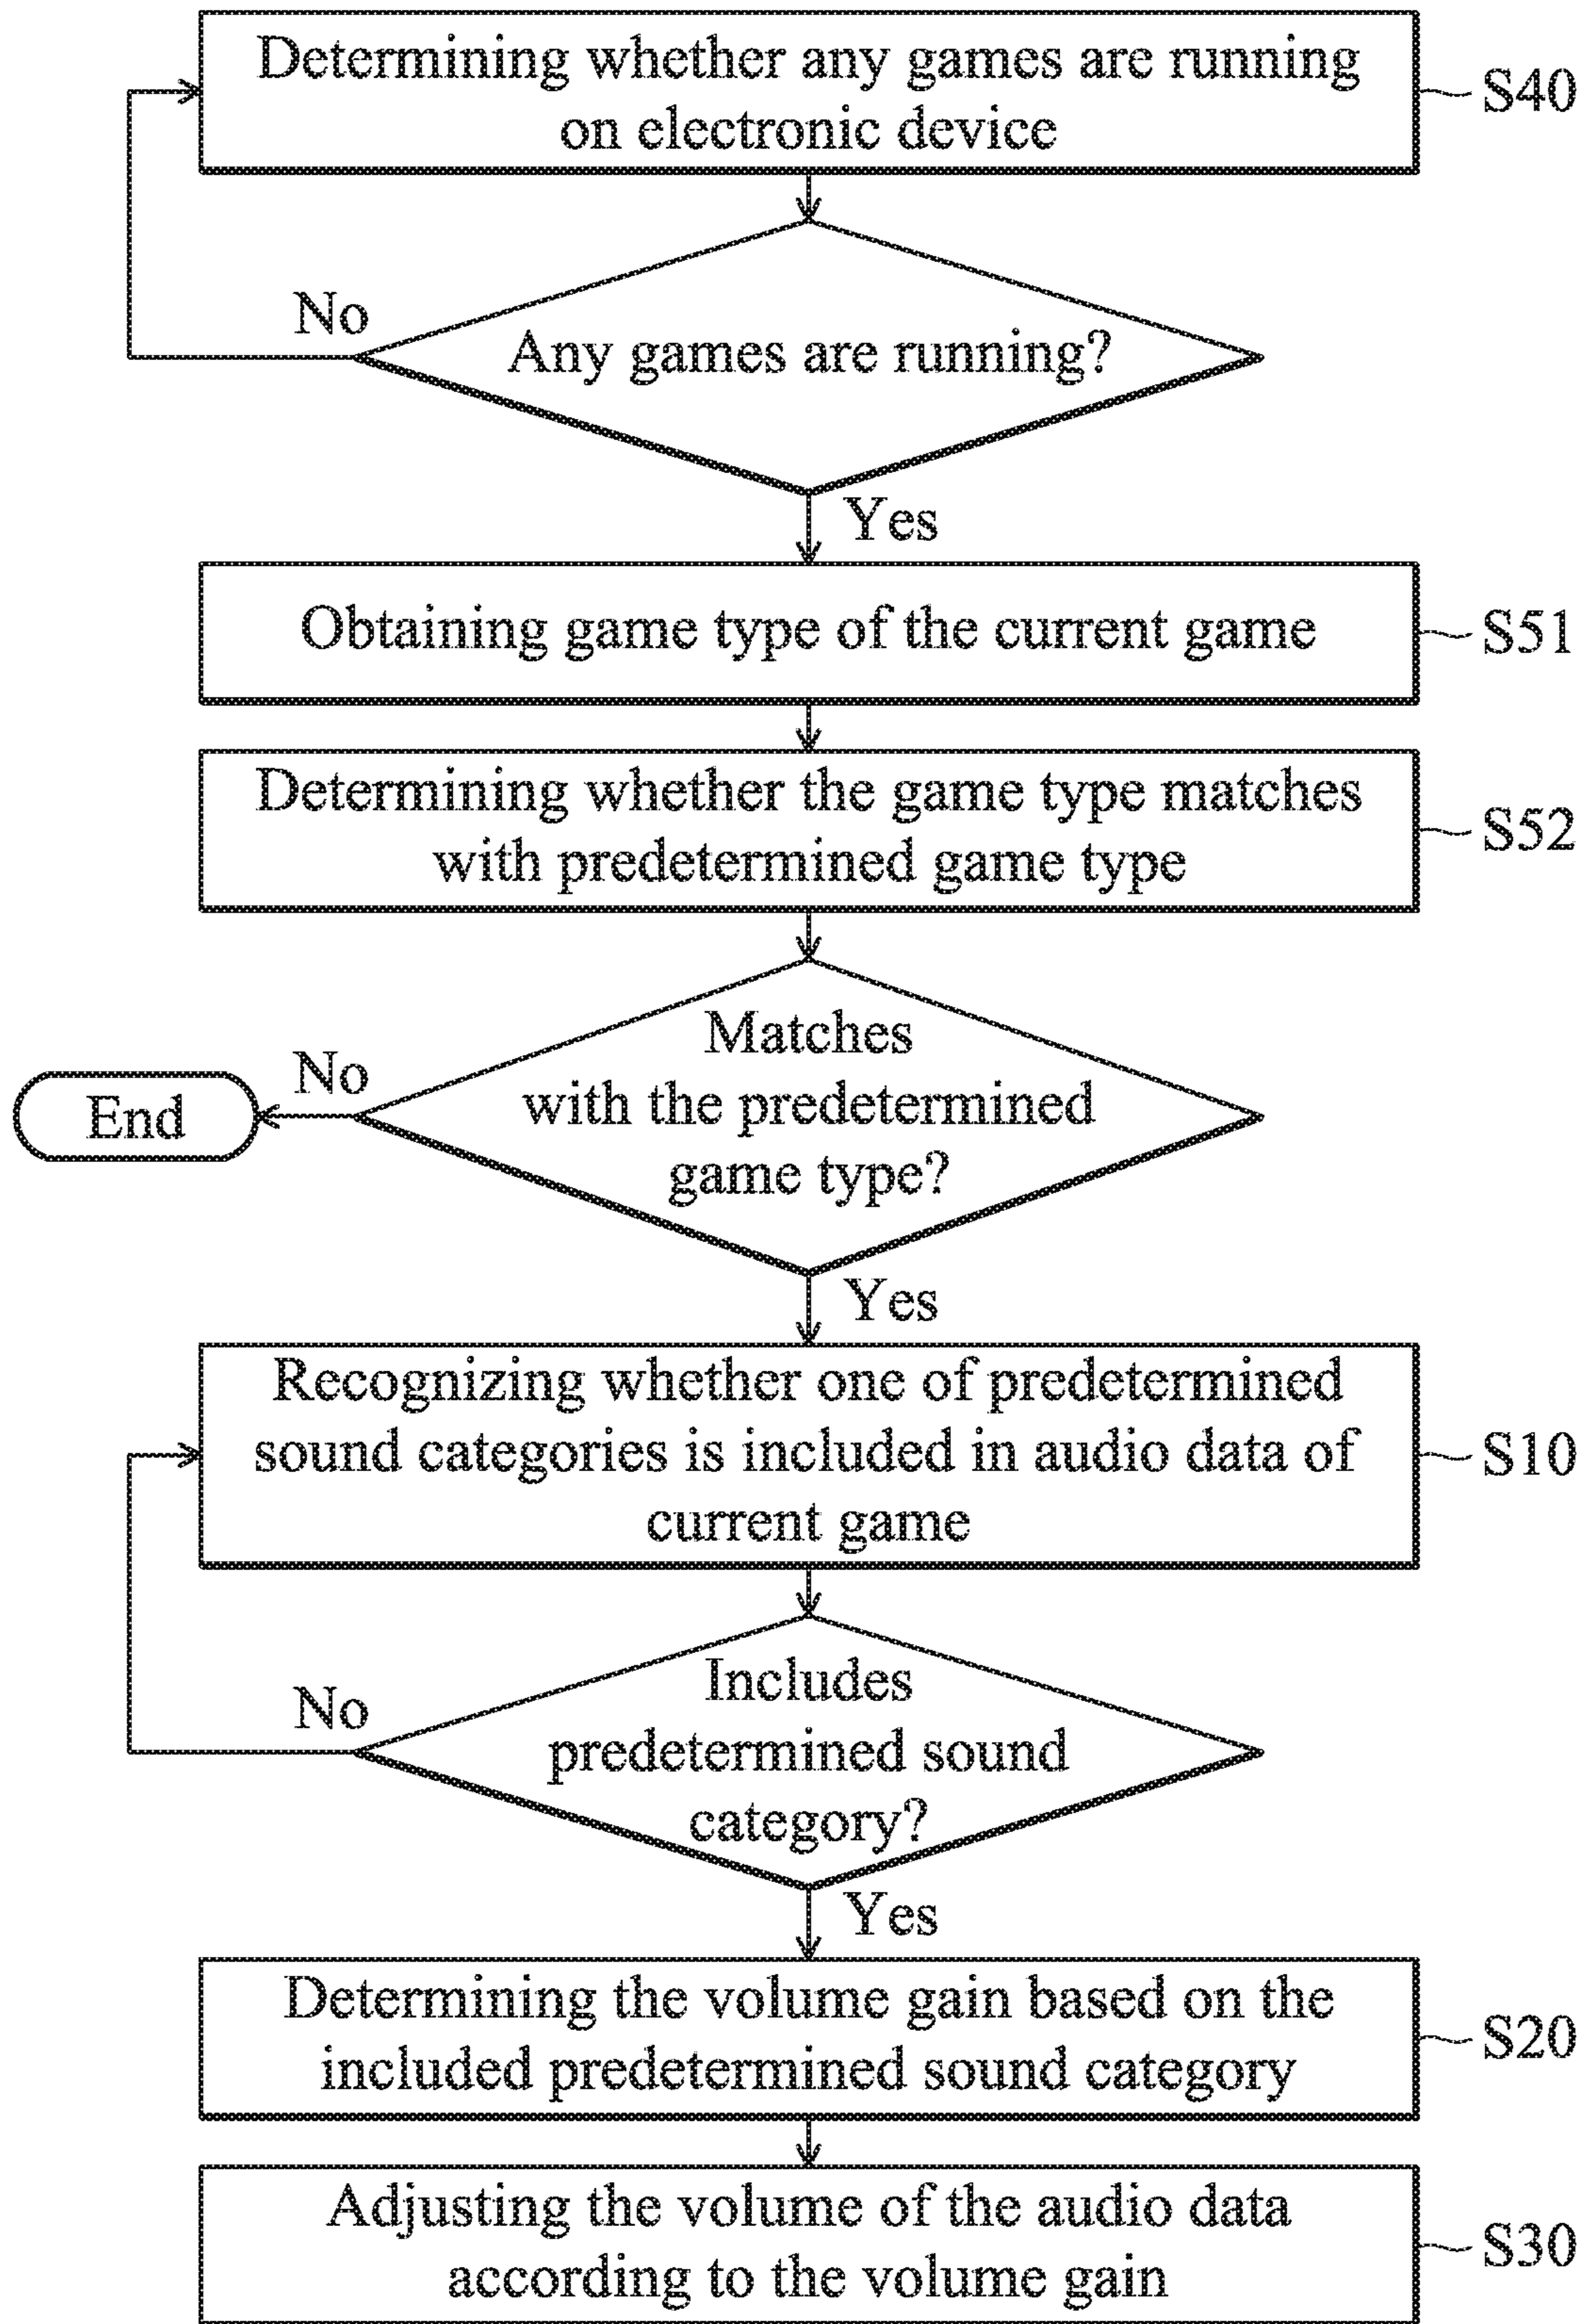 Determining whether any games are running
on electronic device
S40
No
Any games are running?
Yes
Obtaining game type of the current game
S51
Determining whether the game type matches
with predetermined game type
S52
Matches
with the predetermined
game type?
No
End
Yes
Recognizing whether one of predetermined
sound categories is included in audio data of
current game
S10
Includes
predetermined sound
category?
No
Yes
Determining the volume gain based on the
included predetermined sound category
S20
Adjusting the volume of the audio data
according to the volume gain
S30